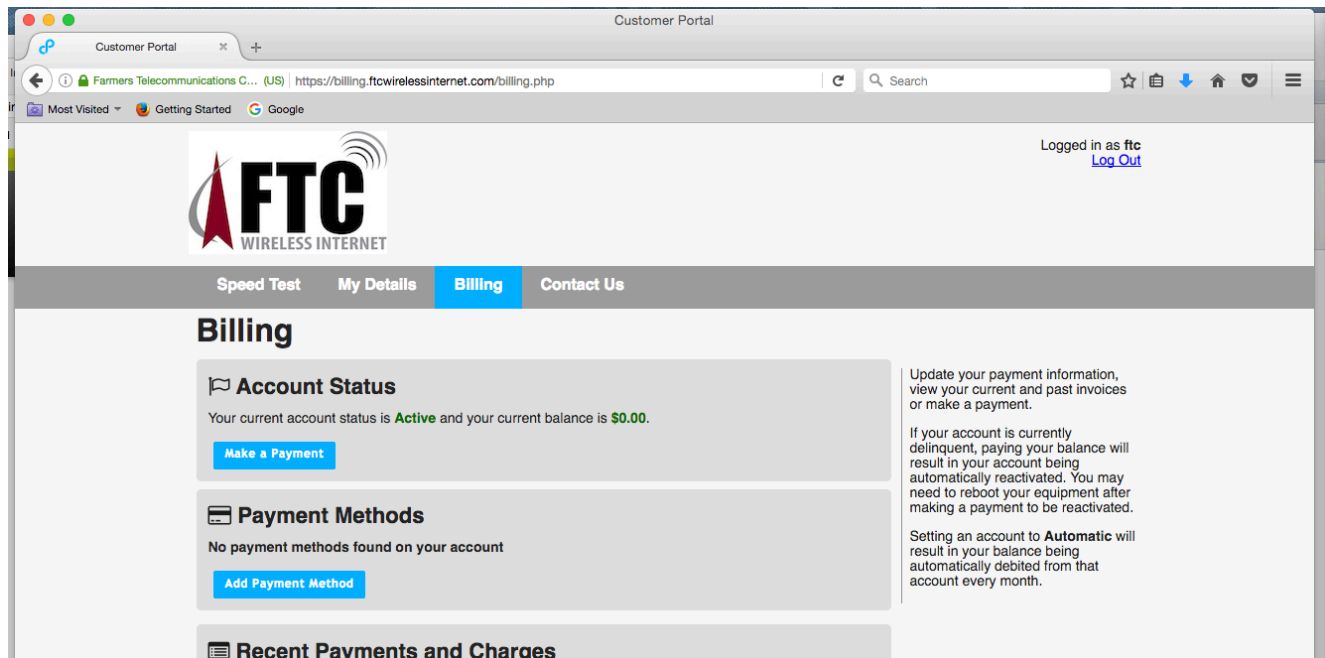 Customer Portal
Customer Portal
Farmers Telecommunications C... (US) https://billing.ftcwirelessinternet.com/billing.php
Search
Most Visited
Getting Started
Google
FTC
WIRELESS INTERNET
Logged in as ftc
Log Out
Speed Test
My Details
Billing
Contact Us
Billing
Account Status
Your current account status is Active and your current balance is $0.00.
Make a Payment
Payment Methods
No payment methods found on your account
Add Payment Method
Recent Payments and Charges
Update your payment information,
view your current and past invoices
or make a payment.
If your account is currently
delinquent, paying your balance will
result in your account being
automatically reactivated. You may
need to reboot your equipment after
making a payment to be reactivated.
Setting an account to Automatic will
result in your balance being
automatically debited from that
account every month.